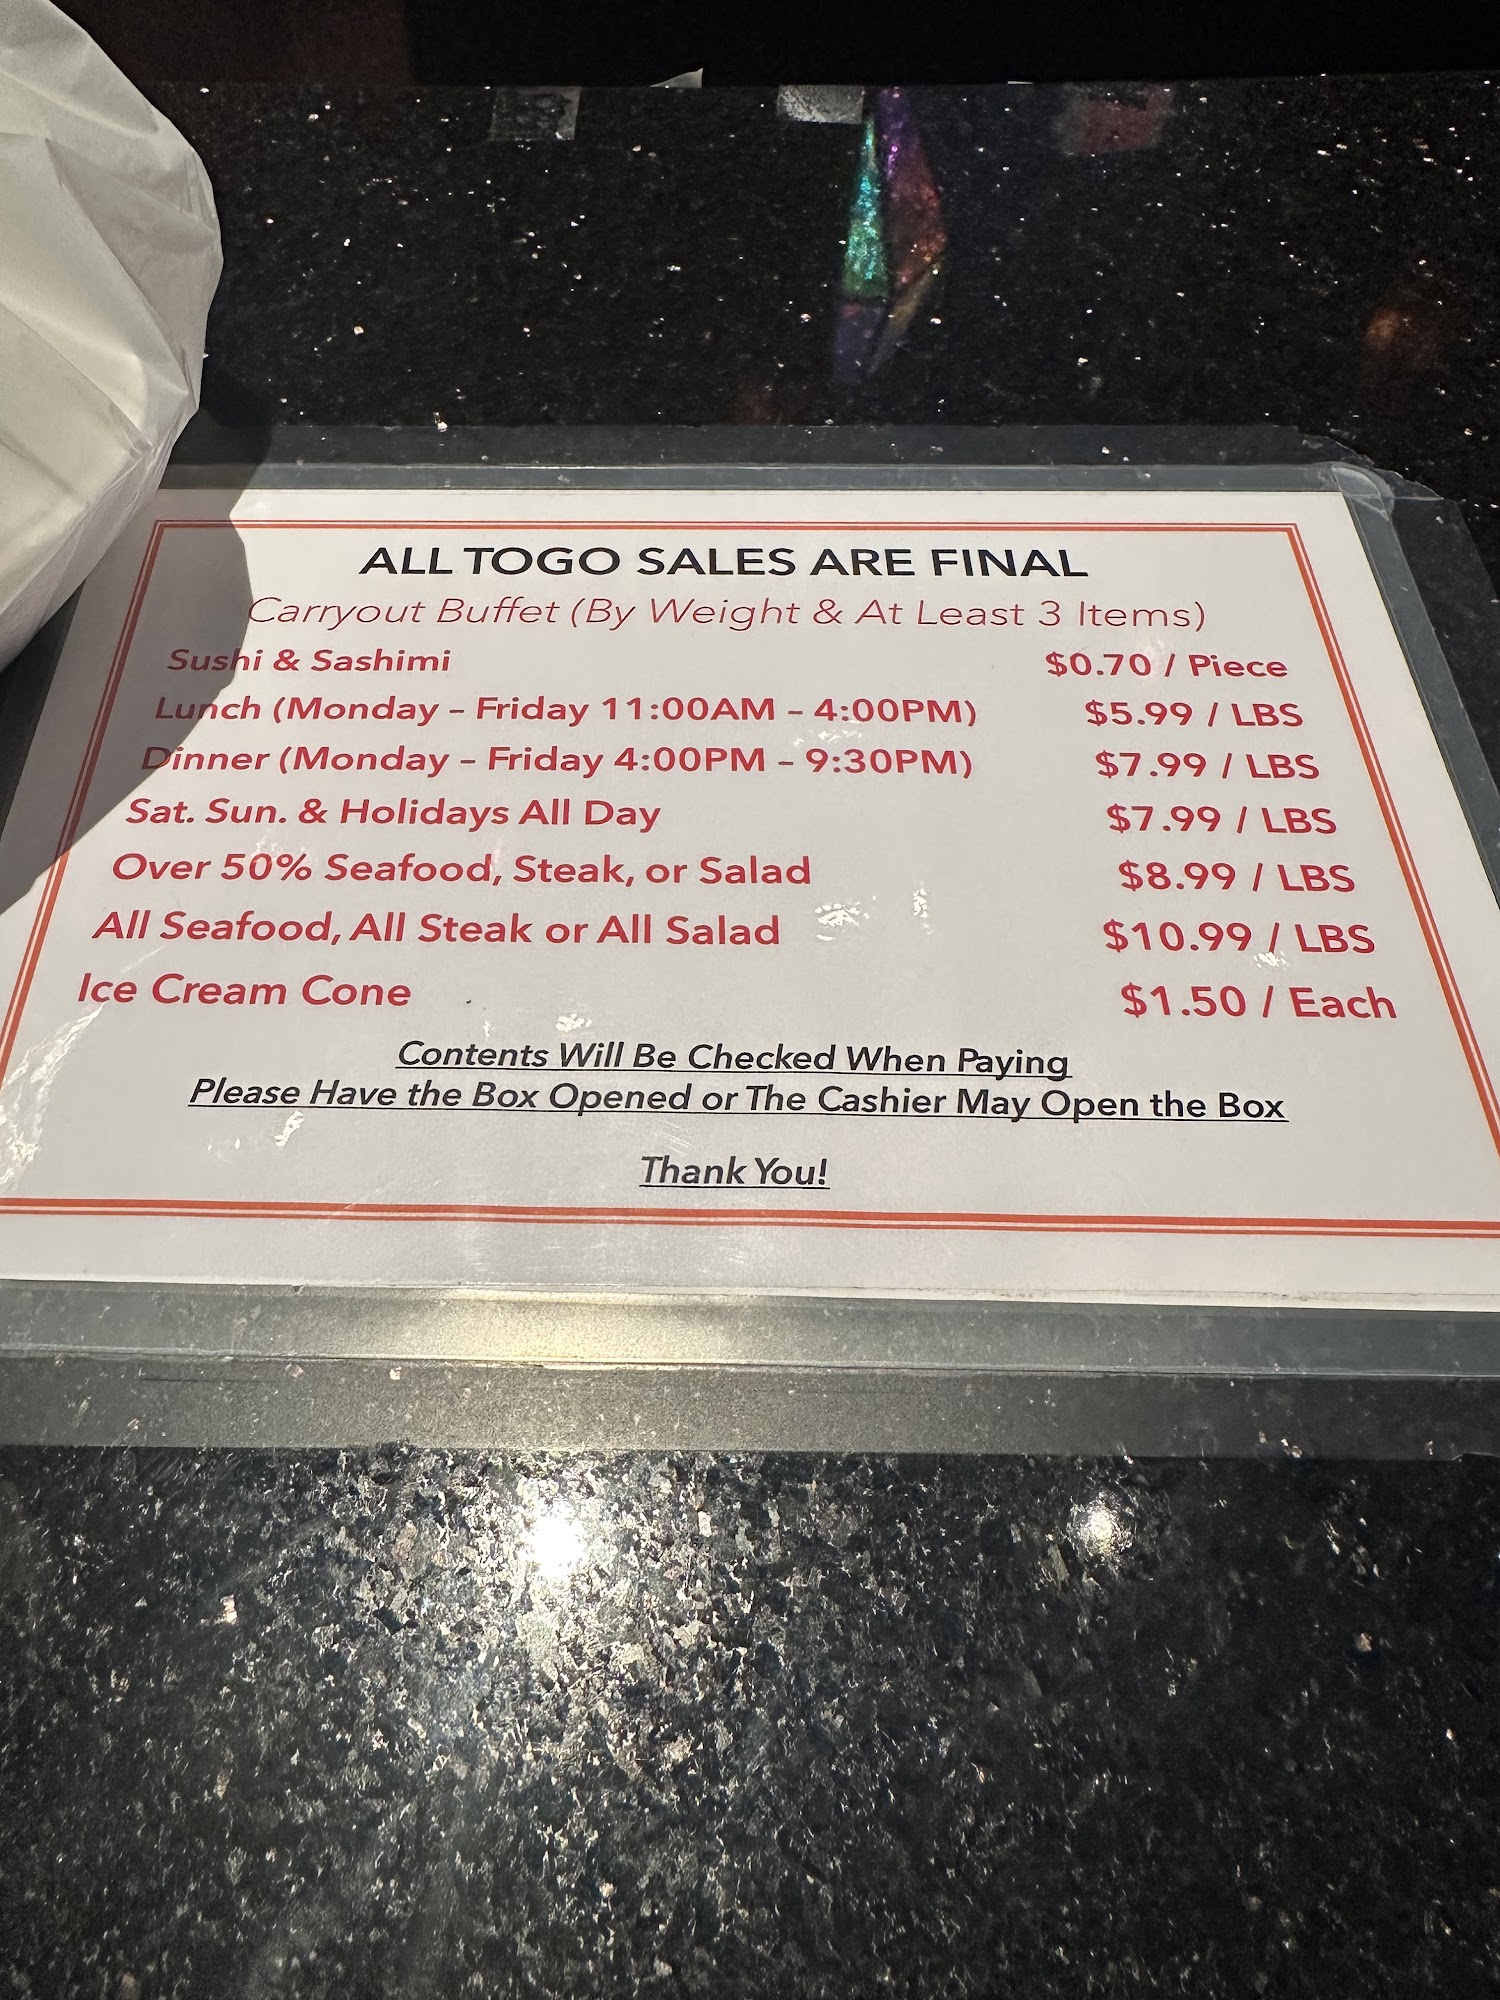 ALL TOGO SALES ARE FINAL
Carryout Buffet (By Weight & At Least 3 Items)
Sushi & Sashimi $0.70 / Piece
Lunch (Monday – Friday 11:00AM – 4:00PM) $5.99 / LBS
Dinner (Monday – Friday 4:00PM – 9:30PM) $7.99 / LBS
Sat. Sun. & Holidays All Day $7.99 / LBS
Over 50% Seafood, Steak, or Salad $8.99 / LBS
All Seafood, All Steak or All Salad $10.99 / LBS
Ice Cream Cone $1.50 / Each
Contents Will Be Checked When Paying
Please Have the Box Opened or The Cashier May Open the Box
Thank You!